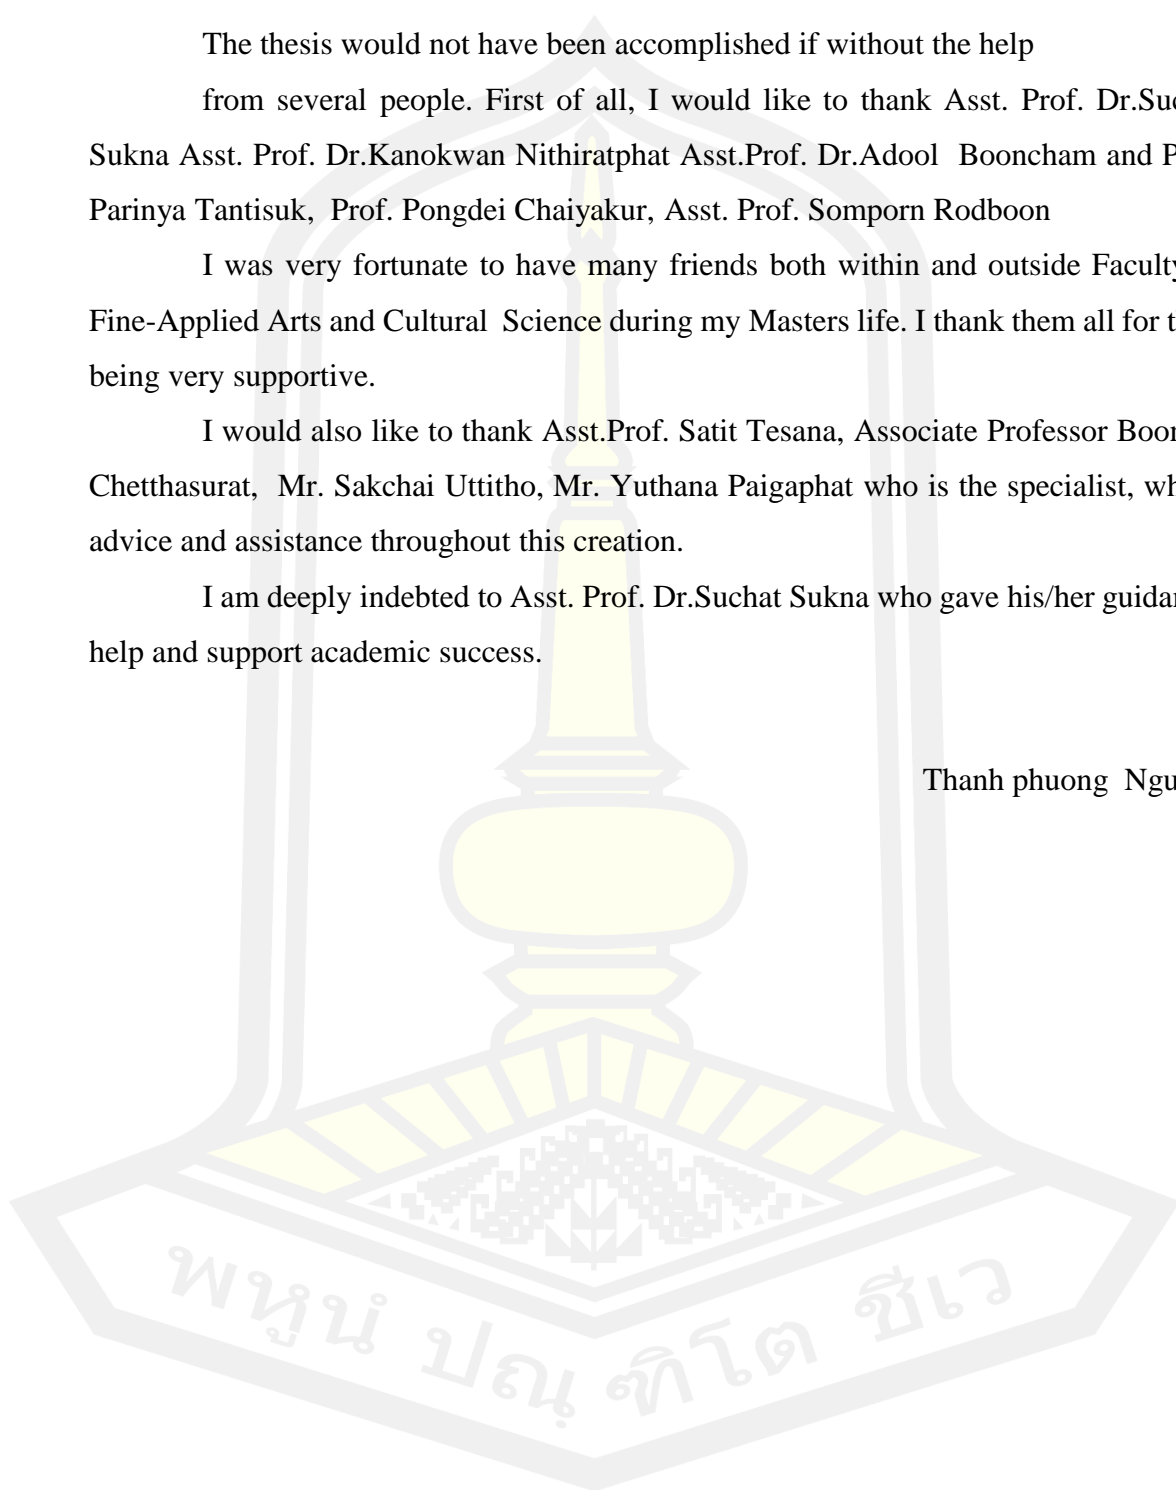 The thesis would not have been accomplished if without the help
from several people. First of all, I would like to thank Asst. Prof. Dr.Suc
Sukna Asst. Prof. Dr.Kanokwan Nithiratphat Asst.Prof. Dr.Adool Booncham and P
Parinya Tantisuk, Prof. Pongdei Chaiyakur, Asst. Prof. Somporn Rodboon
I was very fortunate to have many friends both within and outside Faculty
Fine-Applied Arts and Cultural Science during my Masters life. I thank them all for t
being very supportive.
I would also like to thank Asst.Prof. Satit Tesana, Associate Professor Boon
Chetthasurat, Mr. Sakchai Uttitho, Mr. Yuthana Paigaphat who is the specialist, wh
advice and assistance throughout this creation.
I am deeply indebted to Asst. Prof. Dr.Suchat Sukna who gave his/her guidan
help and support academic success.
Thanh phuong Ngu
พหูนํ ปณฺฑิโต ชีเว